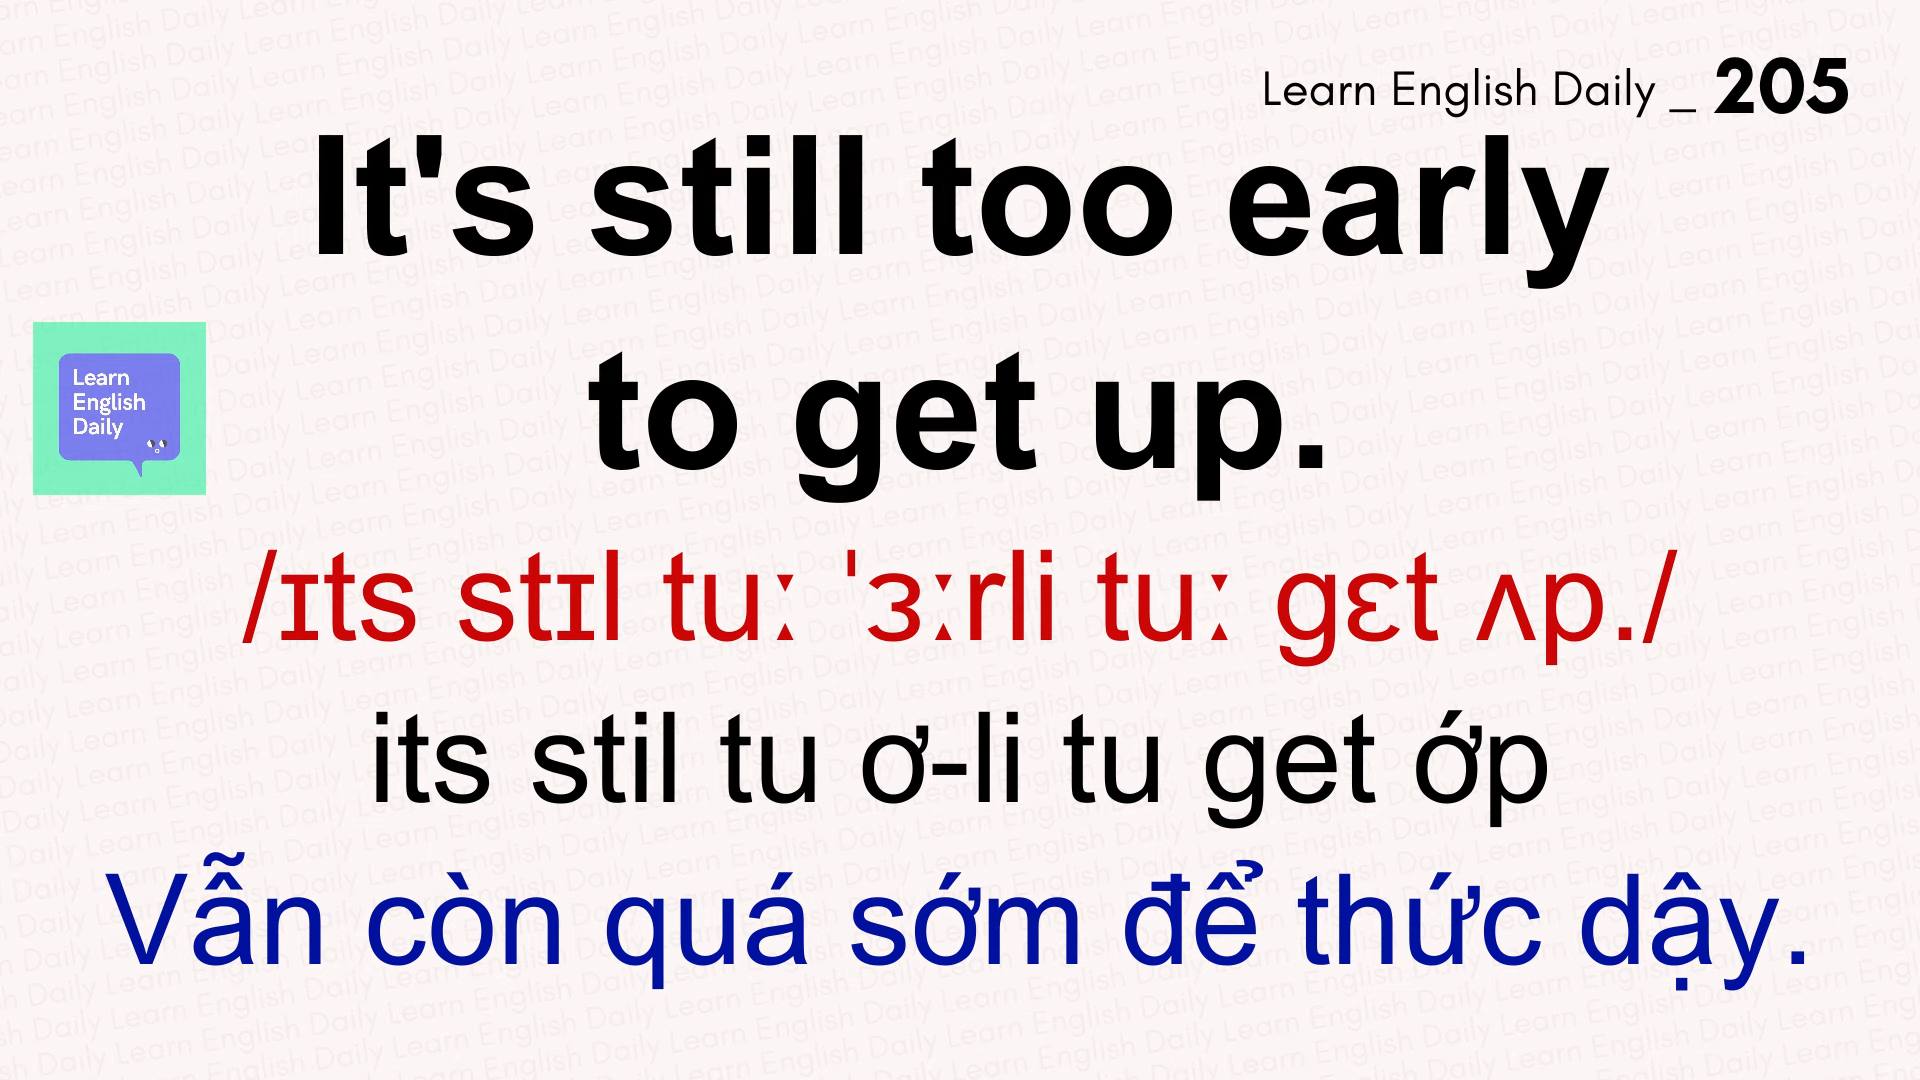 Learn English Daily _ 205
It's still too early
to get up.
Learn
English
Daily
/ɪts stɪl tuː ˈɜːrli tuː gɛt ʌp./
its stil tu ơ-li tu get ớp
Vẫn còn quá sớm để thức dậy.